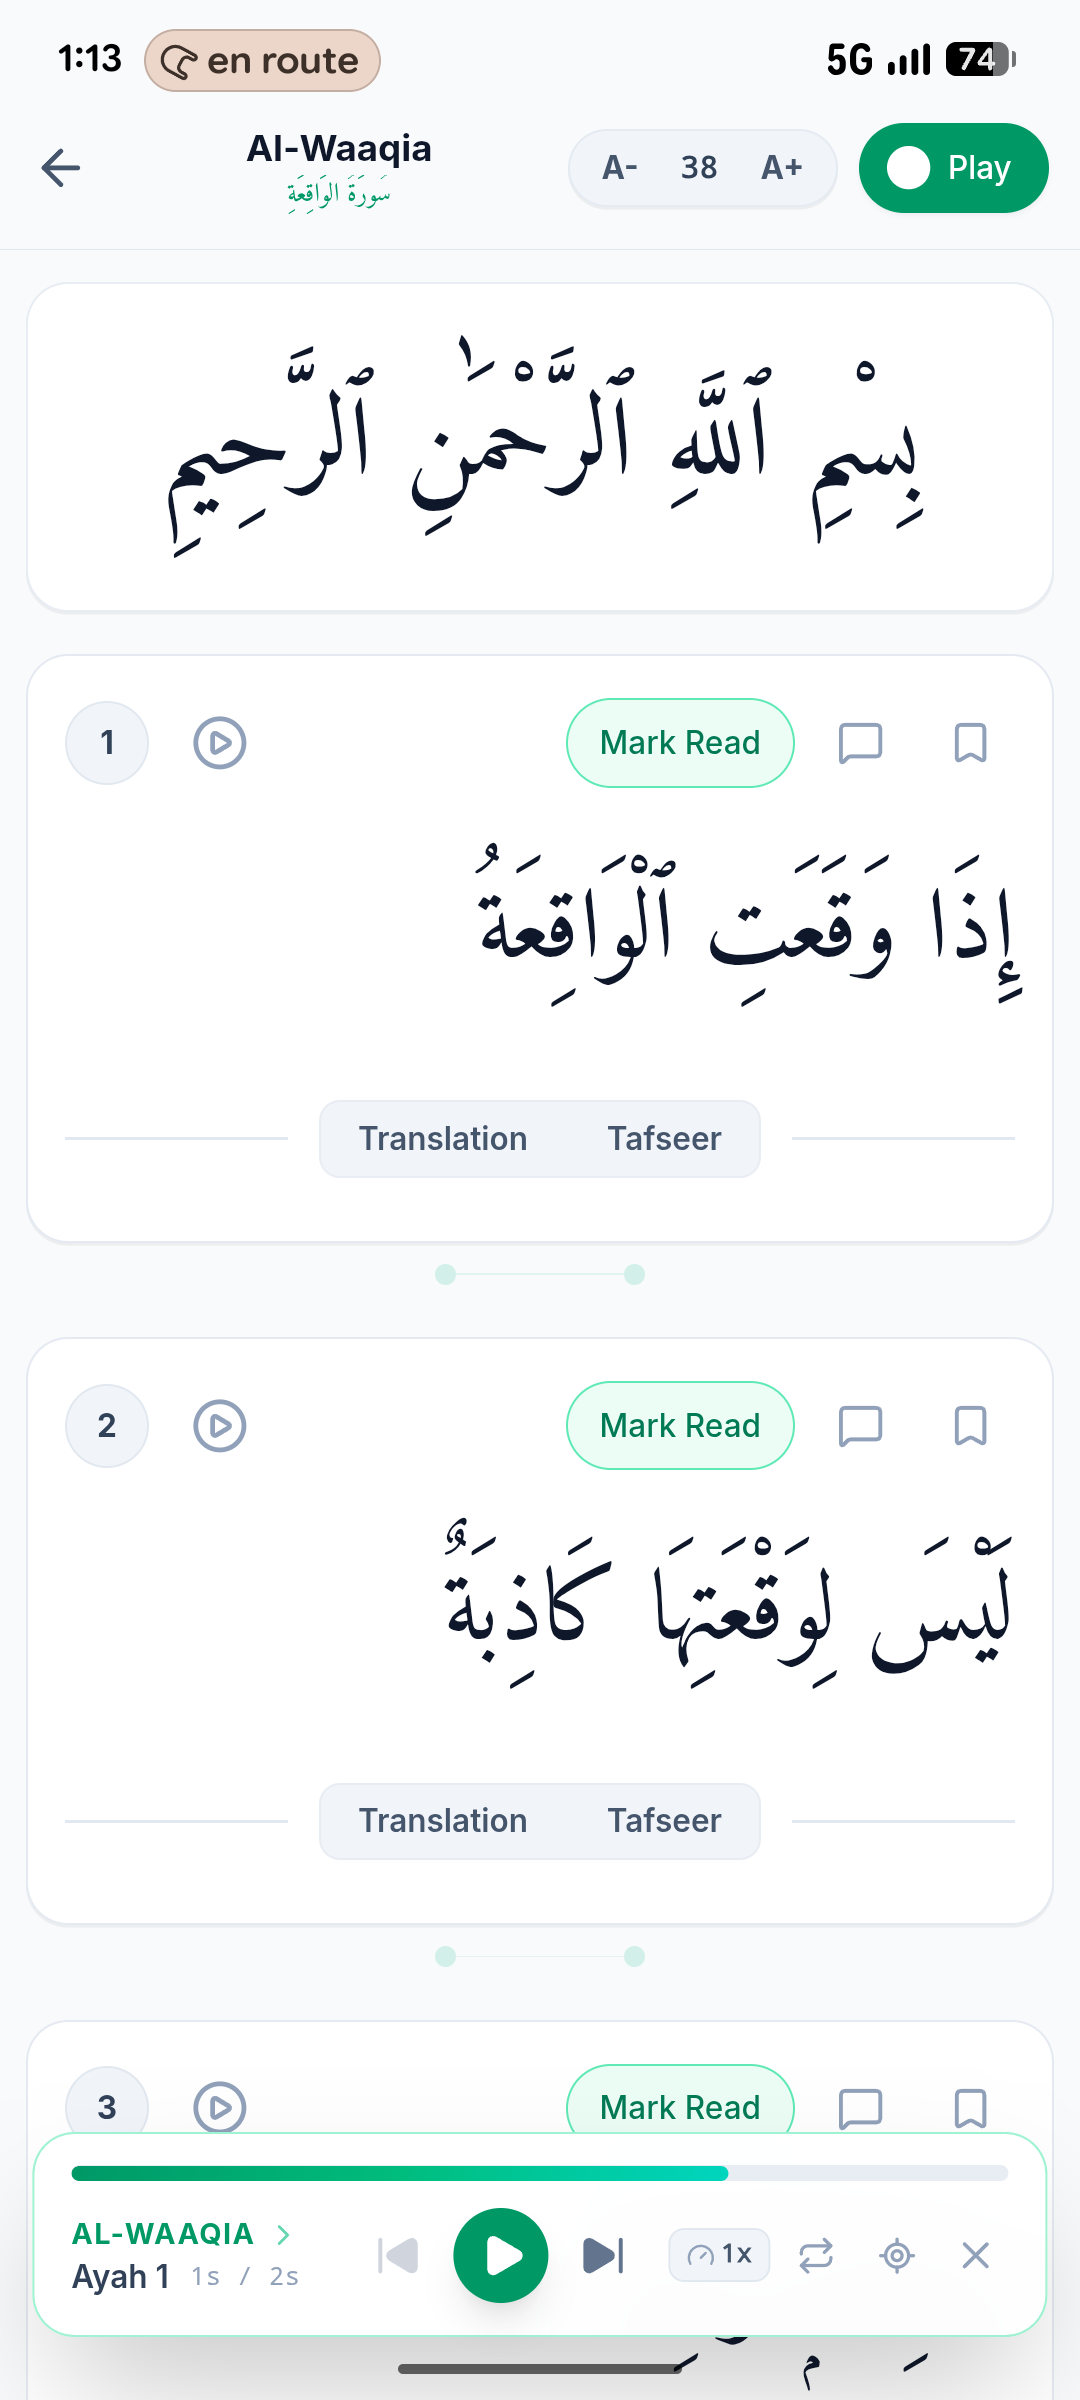 1:13 en route 5G 74
Al-Waaqia
سُورَةُ الوَاقِعَةِ
A- 38 A+ Play
بِسْمِ ٱللَّهِ ٱلرَّحْمَٰنِ ٱلرَّحِيمِ
1 Mark Read
إِذَا وَقَعَتِ ٱلْوَاقِعَةُ
Translation Tafseer
2 Mark Read
لَيْسَ لِوَقْعَتِهَا كَاذِبَةٌ
Translation Tafseer
3 Mark Read
AL-WAAQIA
Ayah 1 1s / 2s
1x